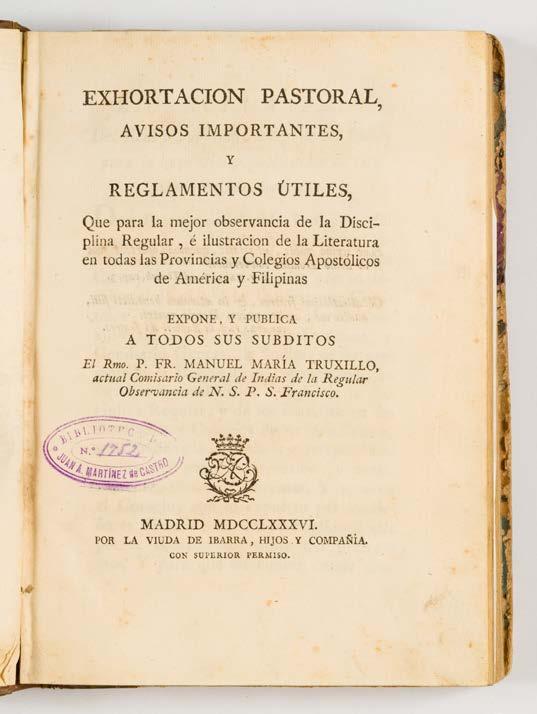 EXHORTACION PASTORAL,
AVISOS IMPORTANTES,
Y
REGLAMENTOS ÚTILES,
Que para la mejor observancia de la Disci-
plina Regular, é ilustracion de la Literatura
en todas las Provincias y Colegios Apostólicos
de América y Filipinas
EXPONE, Y PUBLICA
A TODOS SUS SUBDITOS
El Rmo. P. FR. MANUEL MARÍA TRUXILLO,
actual Comisario General de Indias de la Regular
Observancia de N. S. P. S. Francisco.
N.º 1752
JUAN A. MARTÍNEZ de CASTRO
MADRID MDCCLXXXVI.
POR LA VIUDA DE IBARRA, HIJOS Y COMPAÑÍA.
CON SUPERIOR PERMISO.